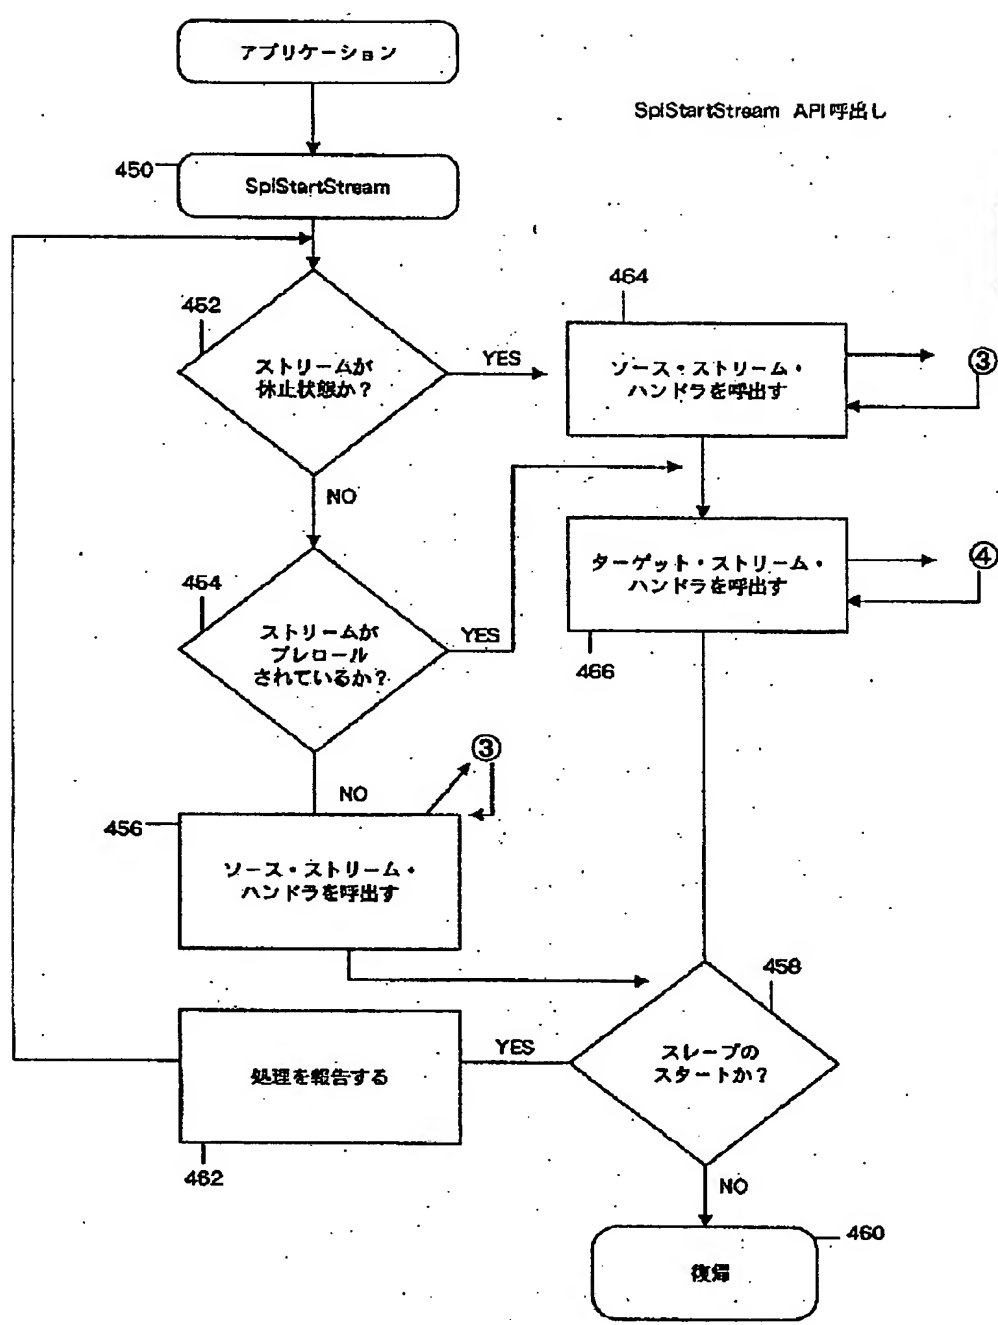 アプリケーション
SpiStartStream API呼出し
450
SpiStartStream
452
ストリームが
休止状態か？
YES
464
ソース・ストリーム・
ハンドラを呼出す
③
NO
454
ストリームが
プレロール
されているか？
YES
ターゲット・ストリーム・
ハンドラを呼出す
④
466
NO
③
456
ソース・ストリーム・
ハンドラを呼出す
458
スレーブの
スタートか？
YES
処理を報告する
462
NO
460
復帰